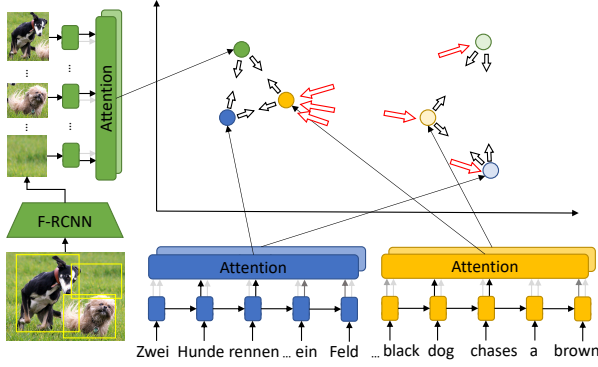 Attention
...
...
...
...
F-RCNN
Attention
Attention
Zwei Hunde rennen ... ein Feld
... black dog chases a brown